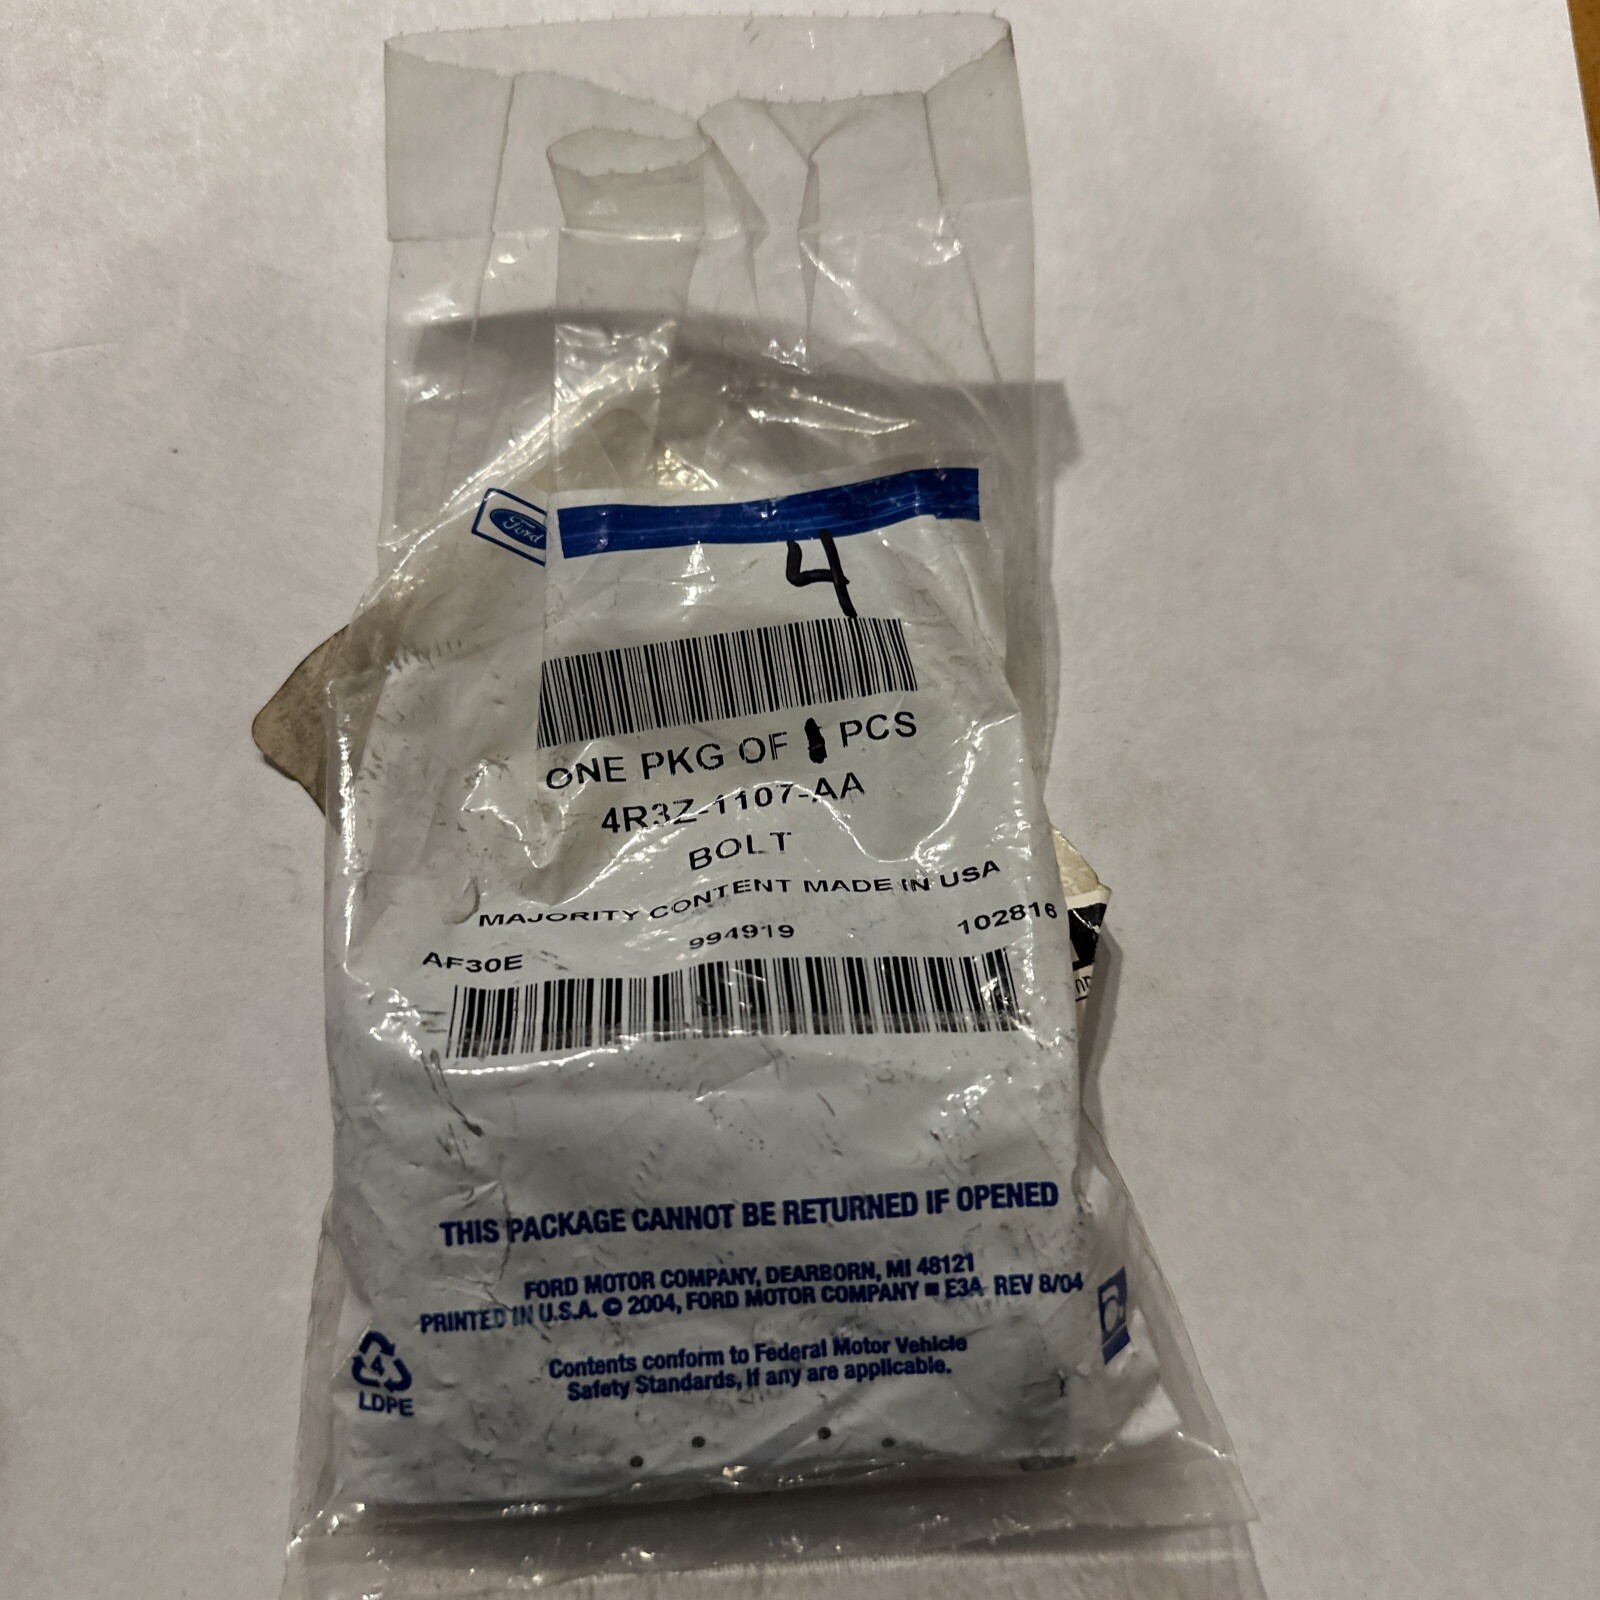 Ford
4
ONE PKG OF PCS
4R3Z-1107-AA
BOLT
MAJORITY CONTENT MADE IN USA
AF30E 994919 102816
THIS PACKAGE CANNOT BE RETURNED IF OPENED
FORD MOTOR COMPANY, DEARBORN, MI 48121
PRINTED IN U.S.A. © 2004, FORD MOTOR COMPANY ■ E3A REV 8/04
Contents conform to Federal Motor Vehicle
Safety Standards, if any are applicable.
4
LDPE